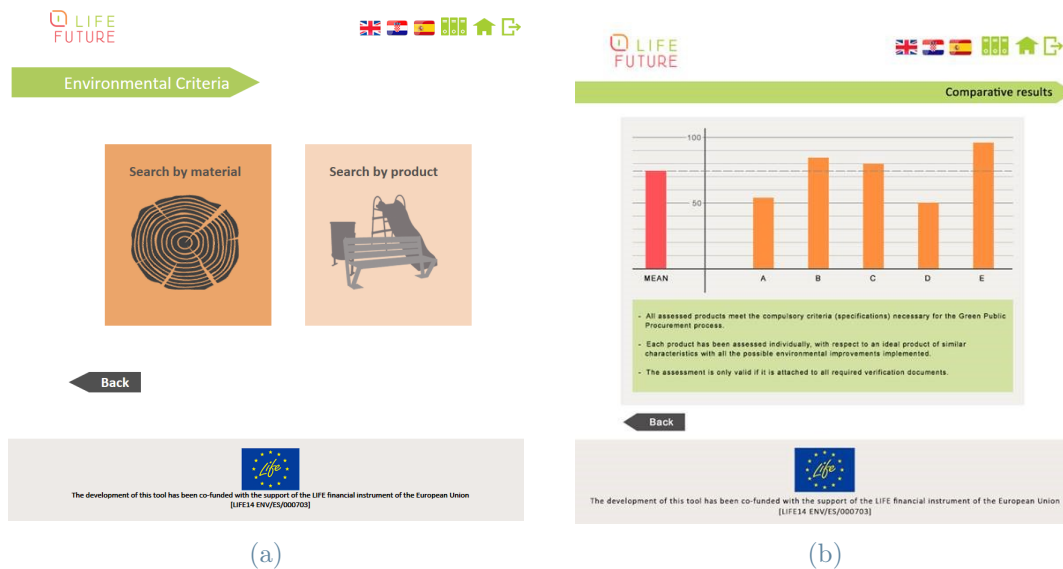 LIFE
FUTURE
Environmental Criteria
Search by material
Search by product
Back
Life
The development of this tool has been co-funded with the support of the LIFE financial instrument of the European Union
[LIFE14 ENV/ES/000703]
(a)
LIFE
FUTURE
Comparative results
100
50
MEAN
A
B
C
D
E
- All assessed products meet the compulsory criteria (specifications) necessary for the Green Public
Procurement process.
- Each product has been assessed individually, with respect to an ideal product of similar
characteristics with all the possible environmental improvements implemented.
- The assessment is only valid if it is attached to all required verification documents.
Back
Life
The development of this tool has been co-funded with the support of the LIFE financial instrument of the European Union
[LIFE14 ENV/ES/000703]
(b)